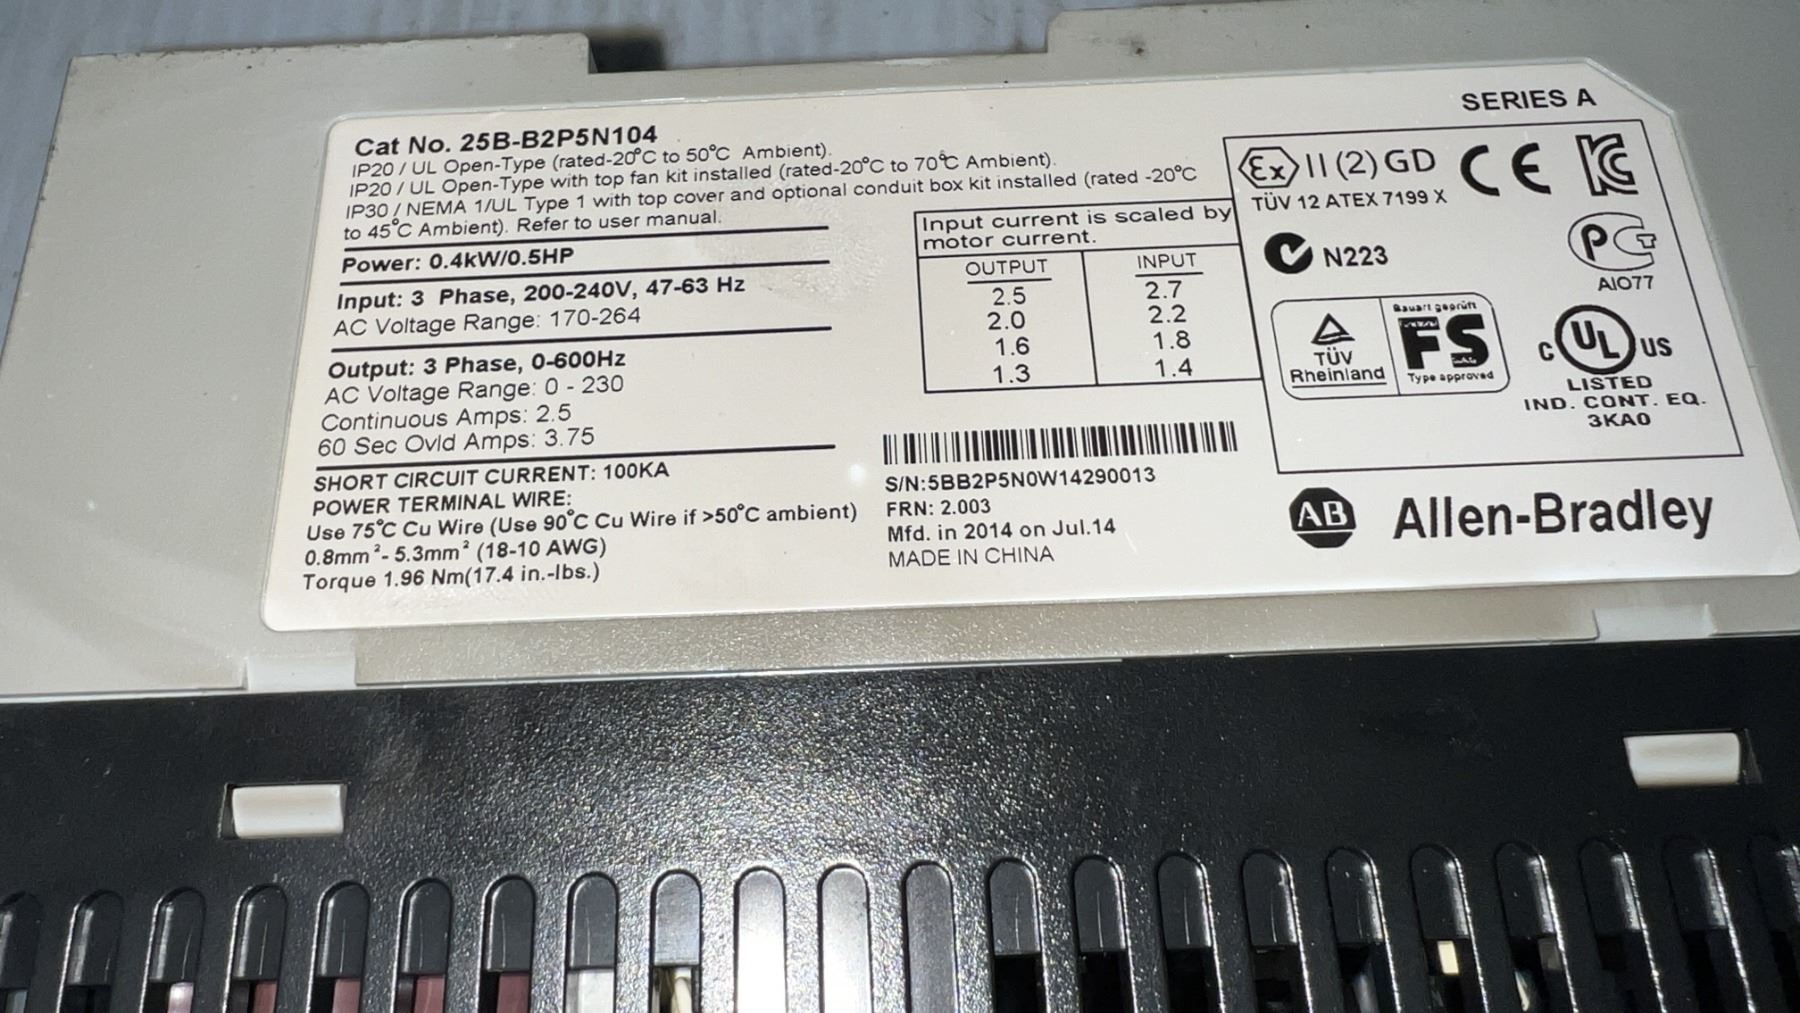 SERIES A
Cat No. 25B-B2P5N104
IP20 / UL Open-Type (rated-20°C to 50°C Ambient).
IP20 / UL Open-Type with top fan kit installed (rated-20°C to 70°C Ambient).
IP30 / NEMA 1/UL Type 1 with top cover and optional conduit box kit installed (rated -20°C
to 45°C Ambient). Refer to user manual.
Power: 0.4kW/0.5HP
Input: 3 Phase, 200-240V, 47-63 Hz
AC Voltage Range: 170-264
Output: 3 Phase, 0-600Hz
AC Voltage Range: 0 - 230
Continuous Amps: 2.5
60 Sec Ovld Amps: 3.75
SHORT CIRCUIT CURRENT: 100KA
POWER TERMINAL WIRE:
Use 75°C Cu Wire (Use 90°C Cu Wire if >50°C ambient)
0.8mm²- 5.3mm² (18-10 AWG)
Torque 1.96 Nm(17.4 in.-lbs.)
Input current is scaled by
motor current.
OUTPUT INPUT
2.5 2.7
2.0 2.2
1.6 1.8
1.3 1.4
S/N:5BB2P5N0W14290013
FRN: 2.003
Mfd. in 2014 on Jul.14
MADE IN CHINA
Ex II (2) GD CE KC
TÜV 12 ATEX 7199 X
N223
PCT
AIO77
TÜV
Rheinland
Bauart geprüft
FS
Type approved
C UL US
LISTED
IND. CONT. EQ.
3KA0
AB Allen-Bradley